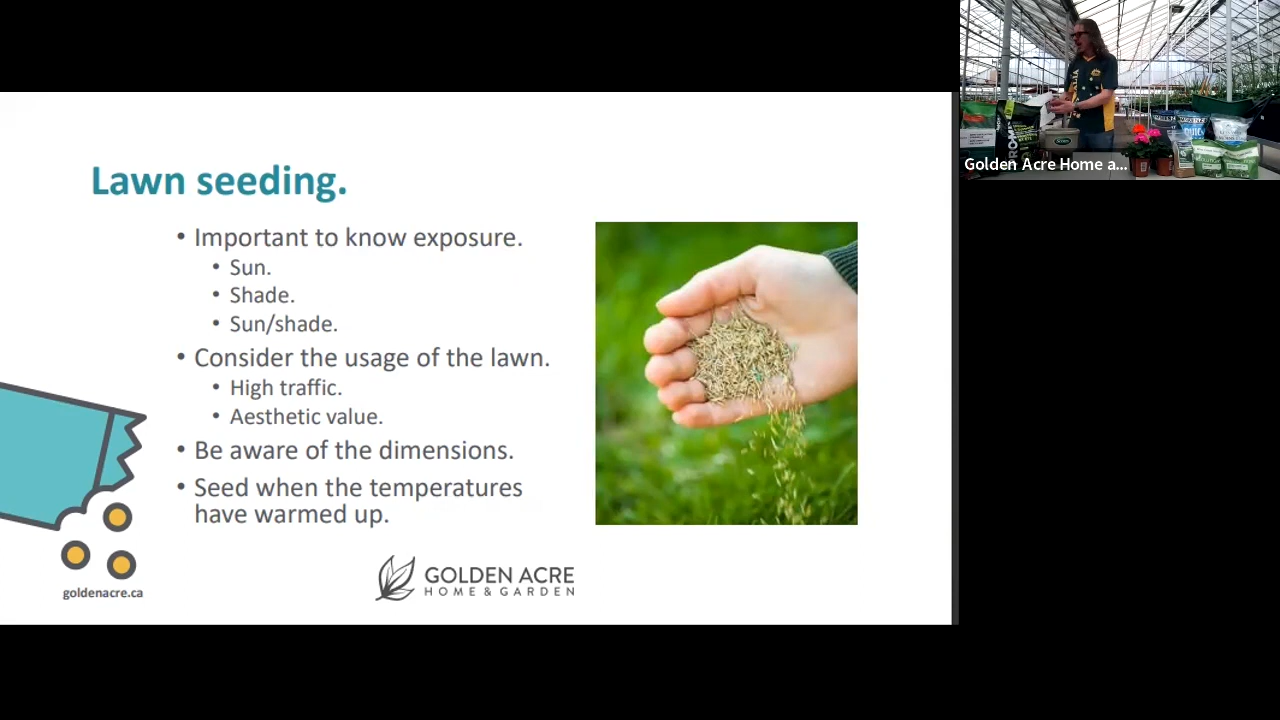 Lawn seeding.
• Important to know exposure.
• Sun.
• Shade.
• Sun/shade.
• Consider the usage of the lawn.
• High traffic.
• Aesthetic value.
• Be aware of the dimensions.
• Seed when the temperatures
have warmed up.
goldenacre.ca
GOLDEN ACRE
HOME & GARDEN
Golden Acre Home a...
Scotts